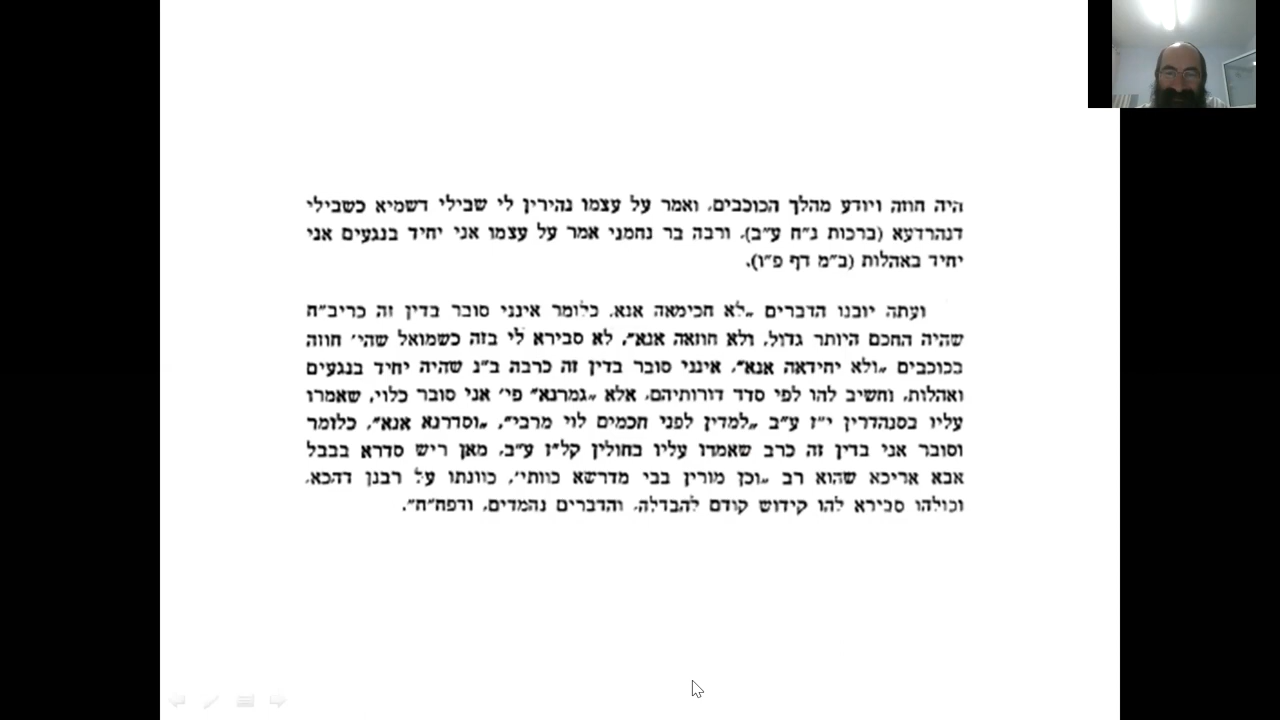 היה חוזה ויודע מהלך הכוכבים, ואמר על עצמו נהירין לי שבילי דשמיא כשבילי
דנהרדעא (ברכות נ״ח ע״ב), ורבה בר נחמני אמר על עצמו אני יחיד בנגעים אני
יחיד באהלות (ב״מ דף פ״ו).
ועתה יובנו הדברים „לא חכימאה אנא, כלומר אינני סובר בדין זה כריב״ח
שהיה החכם היותר גדול, ולא חוזאה אנא״, לא סבירא לי בזה כשמואל שהי׳ חווה
בכוכבים „ולא יחידאה אנא״, אינני סובר בדין זה כרבה ב״נ שהיה יחיד בנגעים
ואהלות, וחשיב להו לפי סדר דורותיהם, אלא „גמרנא״ פי׳ אני סובר כלוי, שאמרו
עליו בסנהדרין י״ז ע״ב „למדין לפני חכמים לוי מרבי״, „וסדרנא אנא״, כלומר
וסובר אני בדין זה כרב שאמרו עליו בחולין קל״ז ע״ב, מאן ריש סדרא בבבל
אבא אריכא שהוא רב „וכן מורין בבי מדרשא כוותי׳, כוונתו על רבנן דהכא,
וכולהו סבירא להו קידוש קודם להבדלה, והדברים נחמדים, ודפח״ח״.